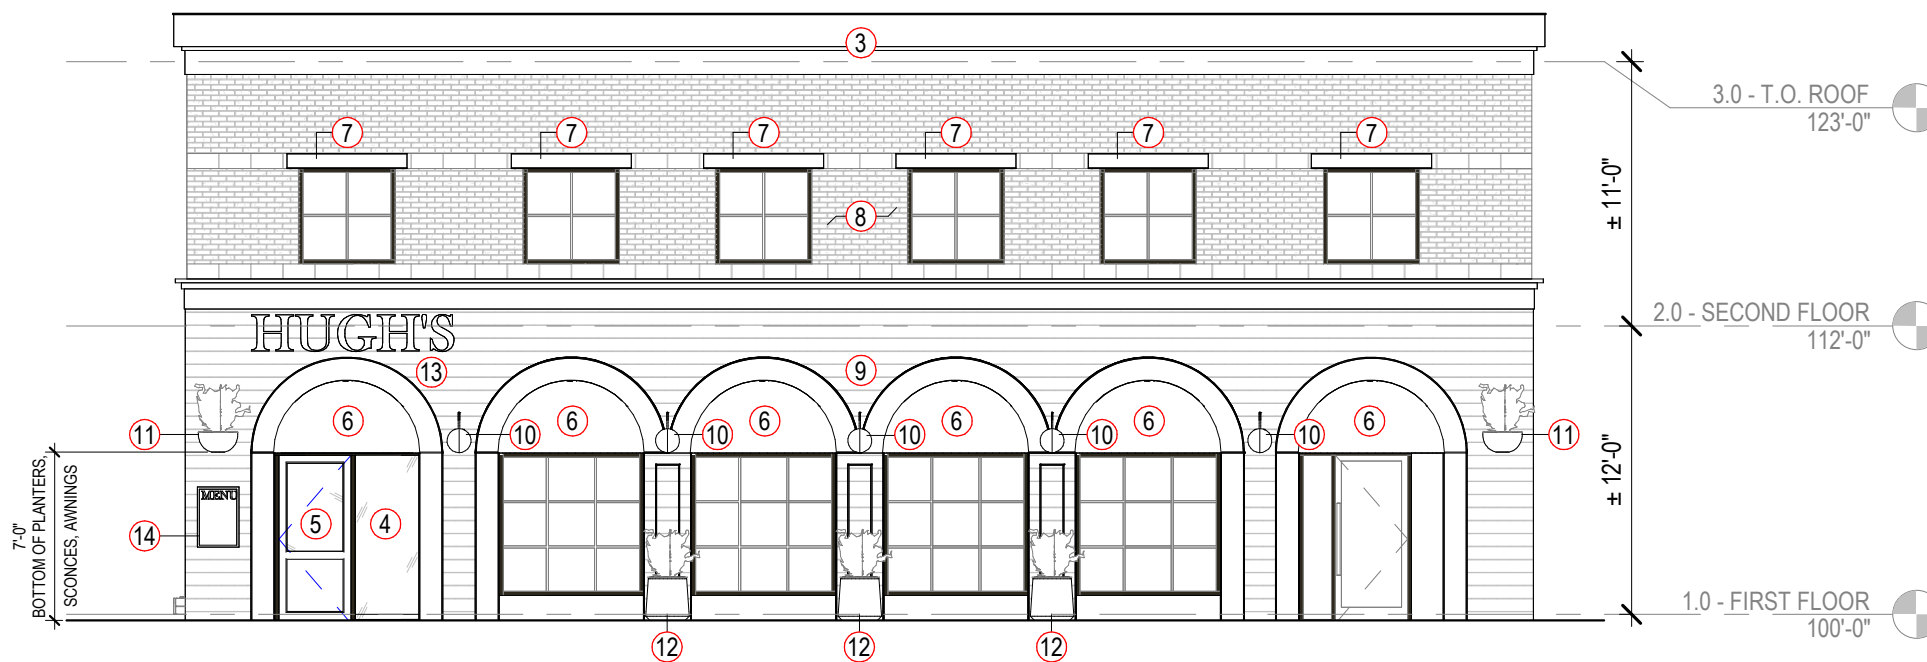 3
3.0 - T.O. ROOF
123'-0"
7 7 7 7 7 7
± 11'-0"
8
2.0 - SECOND FLOOR
112'-0"
HUGH'S
13 9
6 6 6 6 6 6
11 10 10 10 10 10 11
± 12'-0"
7'-0"
BOTTOM OF PLANTERS,
SCONCES, AWNINGS
MENU
14 5 4
1.0 - FIRST FLOOR
100'-0"
12 12 12